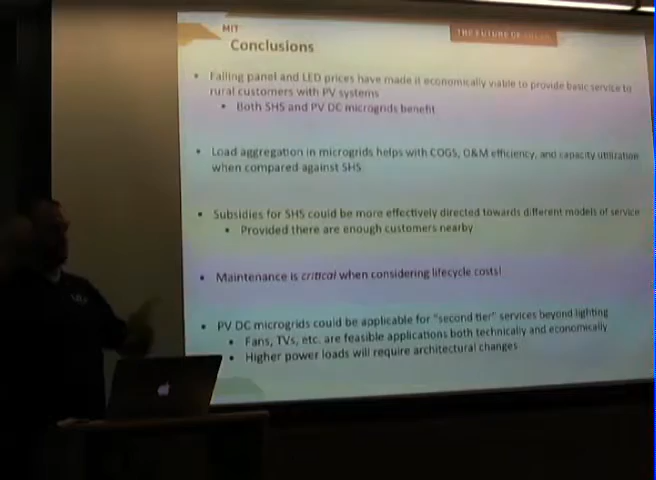 MIT
THE FUTURE OF
Conclusions
• Falling panel and LED prices have made it economically viable to provide basic service to
rural customers with PV systems
• Both SHS and PV DC microgrids benefit
• Load aggregation in microgrids helps with COGS, O&M efficiency, and capacity utilization
when compared against SHS
• Subsidies for SHS could be more effectively directed towards different models of service
• Provided there are enough customers nearby
• Maintenance is critical when considering lifecycle costs!
• PV DC microgrids could be applicable for "second tier" services beyond lighting
• Fans, TVs, etc. are feasible applications both technically and economically
• Higher power loads will require architectural changes